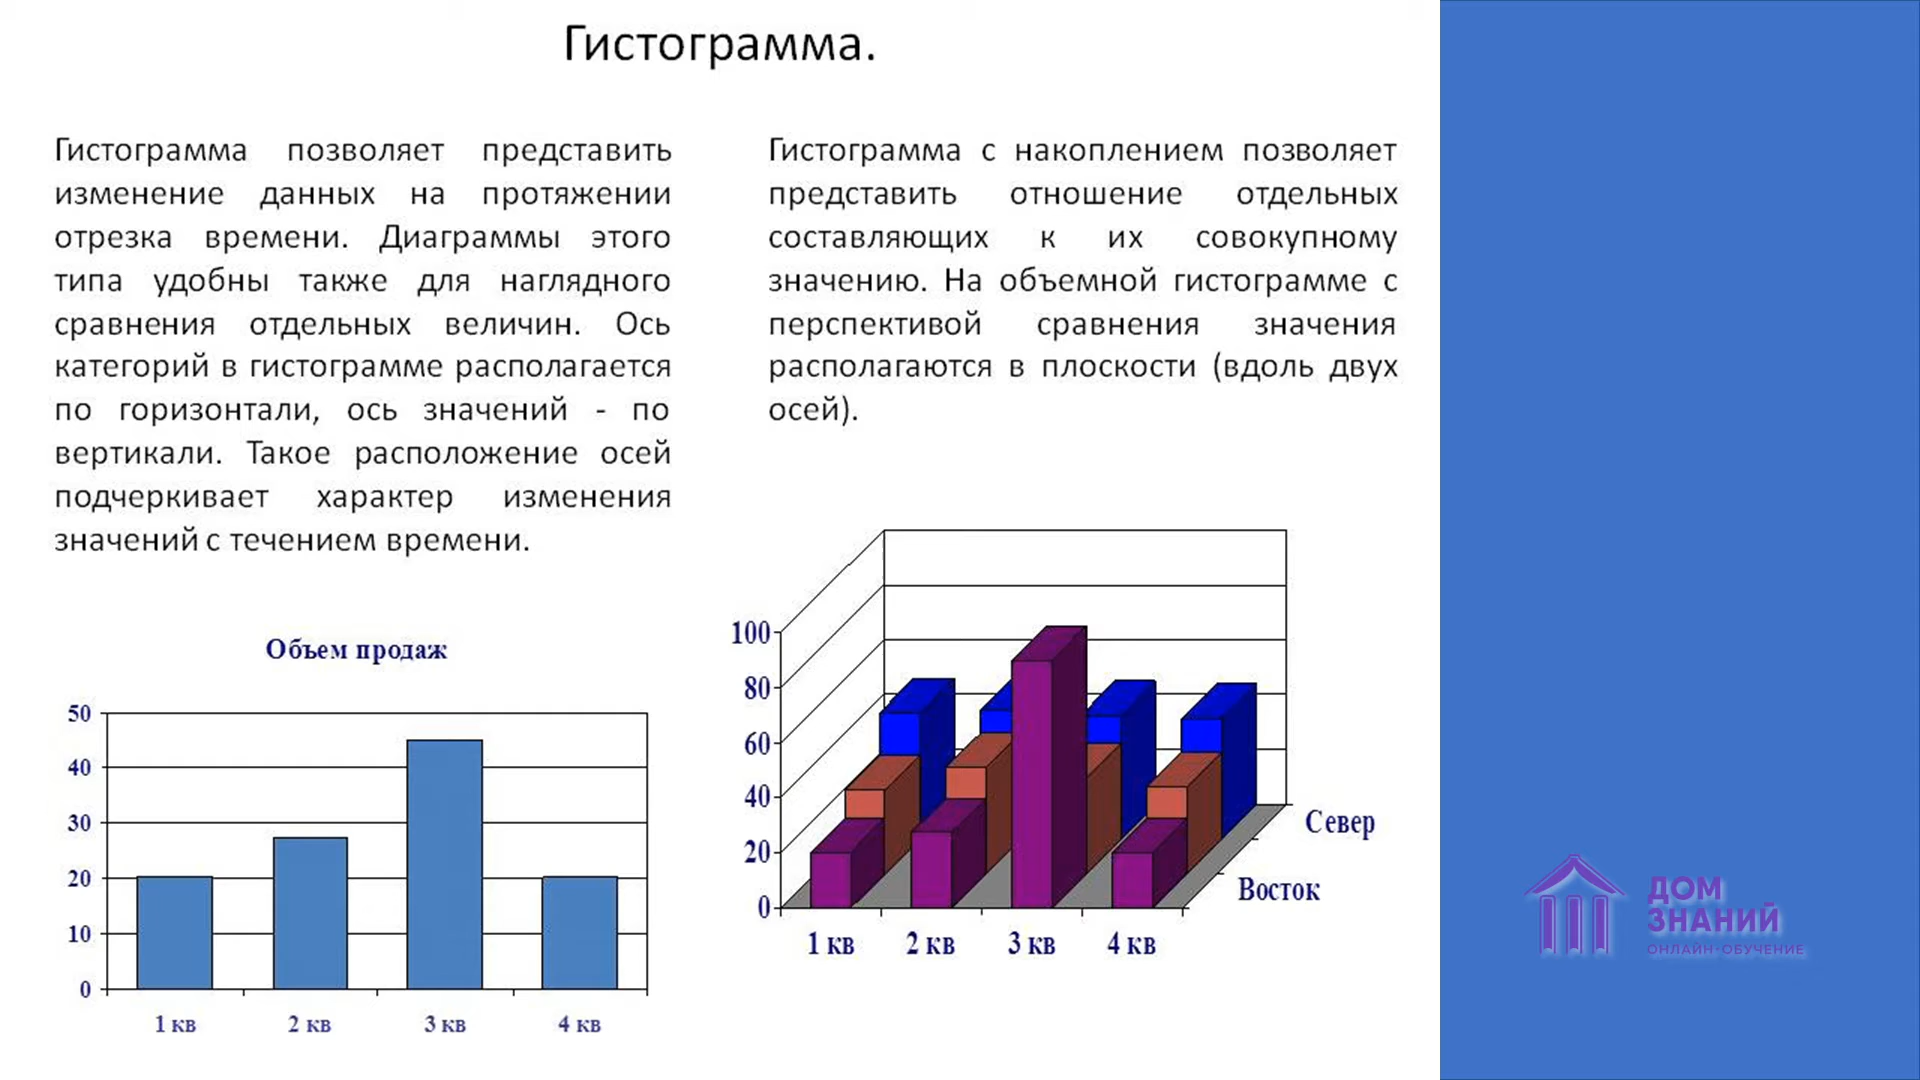 Гистограмма.
Гистограмма позволяет представить
изменение данных на протяжении
отрезка времени. Диаграммы этого
типа удобны также для наглядного
сравнения отдельных величин. Ось
категорий в гистограмме располагается
по горизонтали, ось значений - по
вертикали. Такое расположение осей
подчеркивает характер изменения
значений с течением времени.
Гистограмма с накоплением позволяет
представить отношение отдельных
составляющих к их совокупному
значению. На объемной гистограмме с
перспективой сравнения значения
располагаются в плоскости (вдоль двух
осей).
Объем продаж
50
40
30
20
10
0
1 кв 2 кв 3 кв 4 кв
100
80
60
40
20
0
1 кв 2 кв 3 кв 4 кв
Север
Восток
ДОМ
ЗНАНИЙ
ОНЛАЙН-ОБУЧЕНИЕ